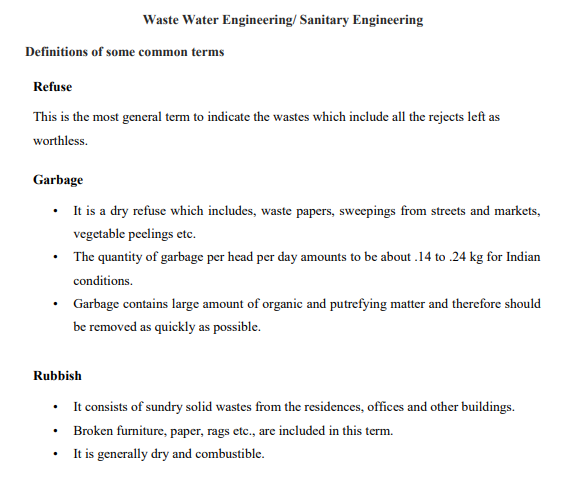 Waste Water Engineering/ Sanitary Engineering
Definitions of some common terms
Refuse
This is the most general term to indicate the wastes which include all the rejects left as
worthless.
Garbage
• It is a dry refuse which includes, waste papers, sweepings from streets and markets,
vegetable peelings etc.
• The quantity of garbage per head per day amounts to be about .14 to .24 kg for Indian
conditions.
• Garbage contains large amount of organic and putrefying matter and therefore should
be removed as quickly as possible.
Rubbish
• It consists of sundry solid wastes from the residences, offices and other buildings.
• Broken furniture, paper, rags etc., are included in this term.
• It is generally dry and combustible.